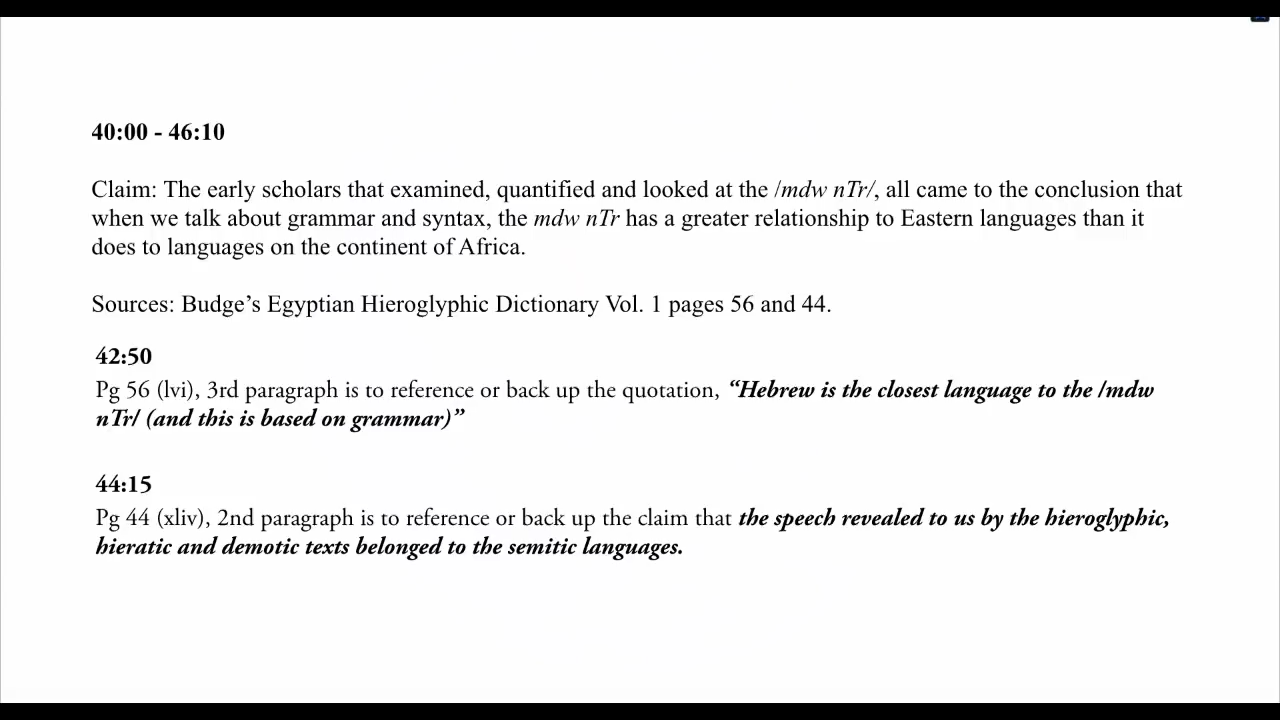 40:00 - 46:10
Claim: The early scholars that examined, quantified and looked at the /mdw nTr/, all came to the conclusion that
when we talk about grammar and syntax, the mdw nTr has a greater relationship to Eastern languages than it
does to languages on the continent of Africa.
Sources: Budge’s Egyptian Hieroglyphic Dictionary Vol. 1 pages 56 and 44.
42:50
Pg 56 (lvi), 3rd paragraph is to reference or back up the quotation, “Hebrew is the closest language to the /mdw
nTr/ (and this is based on grammar)”
44:15
Pg 44 (xliv), 2nd paragraph is to reference or back up the claim that the speech revealed to us by the hieroglyphic,
hieratic and demotic texts belonged to the semitic languages.